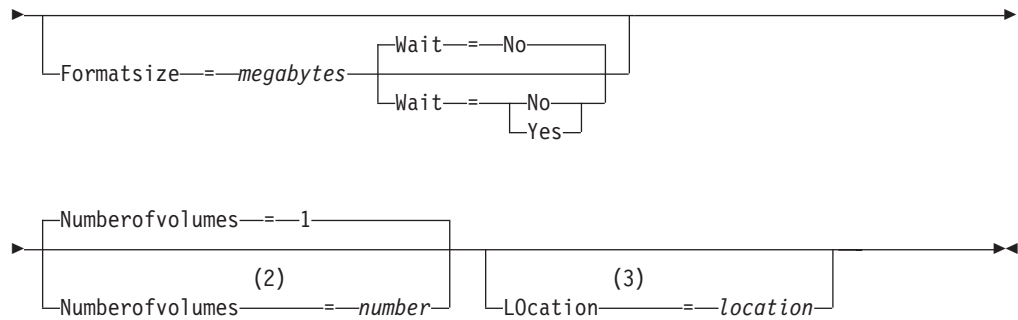 Wait = No
Formatsize = megabytes
Wait = No
Yes
Numberofvolumes = 1
(2) (3)
Numberofvolumes = number LOcation = location